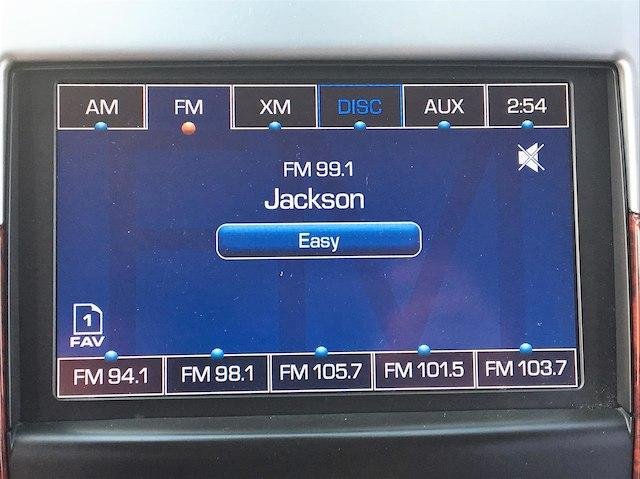 AM FM XM DISC AUX 2:54
FM 99.1
Jackson
Easy
1
FAV
FM 94.1 FM 98.1 FM 105.7 FM 101.5 FM 103.7